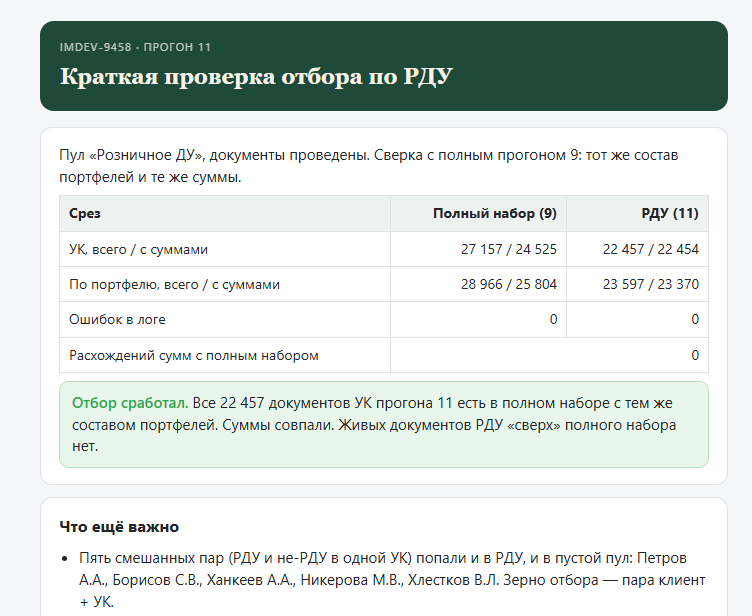 IMDEV-9458 · ПРОГОН 11
Краткая проверка отбора по РДУ
Пул «Розничное ДУ», документы проведены. Сверка с полным прогоном 9: тот же состав
портфелей и те же суммы.
Срез Полный набор (9) РДУ (11)
УК, всего / с суммами 27 157 / 24 525 22 457 / 22 454
По портфелю, всего / с суммами 28 966 / 25 804 23 597 / 23 370
Ошибок в логе 0 0
Расхождений сумм с полным набором 0
Отбор сработал. Все 22 457 документов УК прогона 11 есть в полном наборе с тем же
составом портфелей. Суммы совпали. Живых документов РДУ «сверх» полного набора
нет.
Что ещё важно
• Пять смешанных пар (РДУ и не-РДУ в одной УК) попали и в РДУ, и в пустой пул: Петров
А.А., Борисов С.В., Ханкеев А.А., Никерова М.В., Хлестков В.Л. Зерно отбора — пара клиент
+ УК.